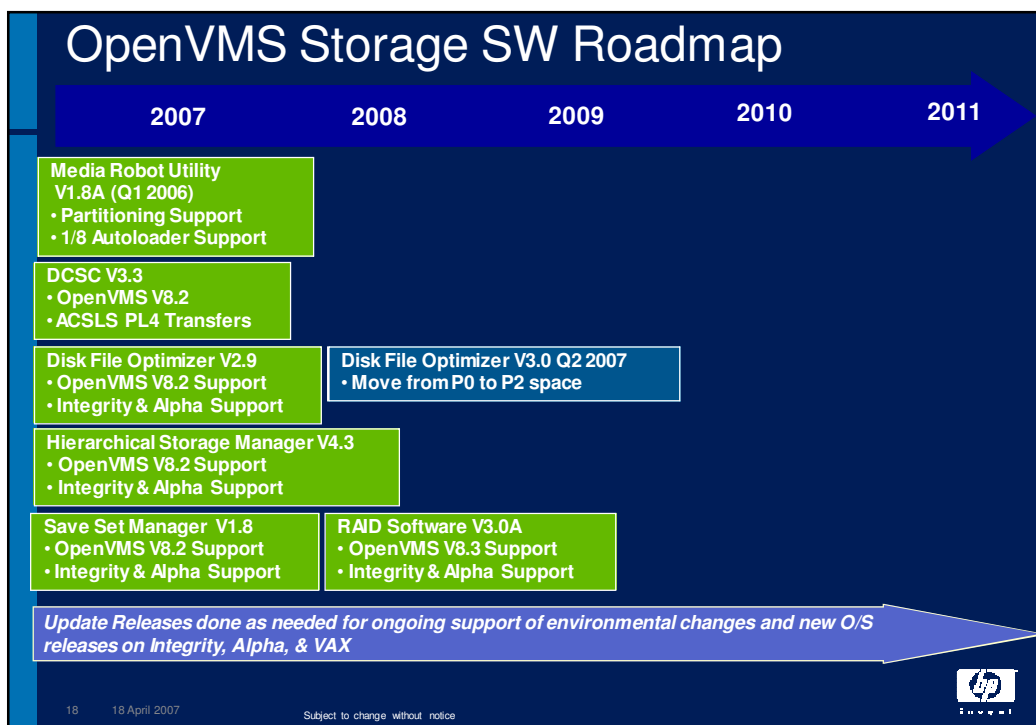 OpenVMS Storage SW Roadmap
2007 2008 2009 2010 2011
Media Robot Utility
V1.8A (Q1 2006)
• Partitioning Support
• 1/8 Autoloader Support
DCSC V3.3
• OpenVMS V8.2
• ACSLS PL4 Transfers
Disk File Optimizer V2.9
• OpenVMS V8.2 Support
• Integrity & Alpha Support
Disk File Optimizer V3.0 Q2 2007
• Move from P0 to P2 space
Hierarchical Storage Manager V4.3
• OpenVMS V8.2 Support
• Integrity & Alpha Support
Save Set Manager V1.8
• OpenVMS V8.2 Support
• Integrity & Alpha Support
RAID Software V3.0A
• OpenVMS V8.3 Support
• Integrity & Alpha Support
Update Releases done as needed for ongoing support of environmental changes and new O/S
releases on Integrity, Alpha, & VAX
18 18 April 2007
Subject to change without notice
hp
invent